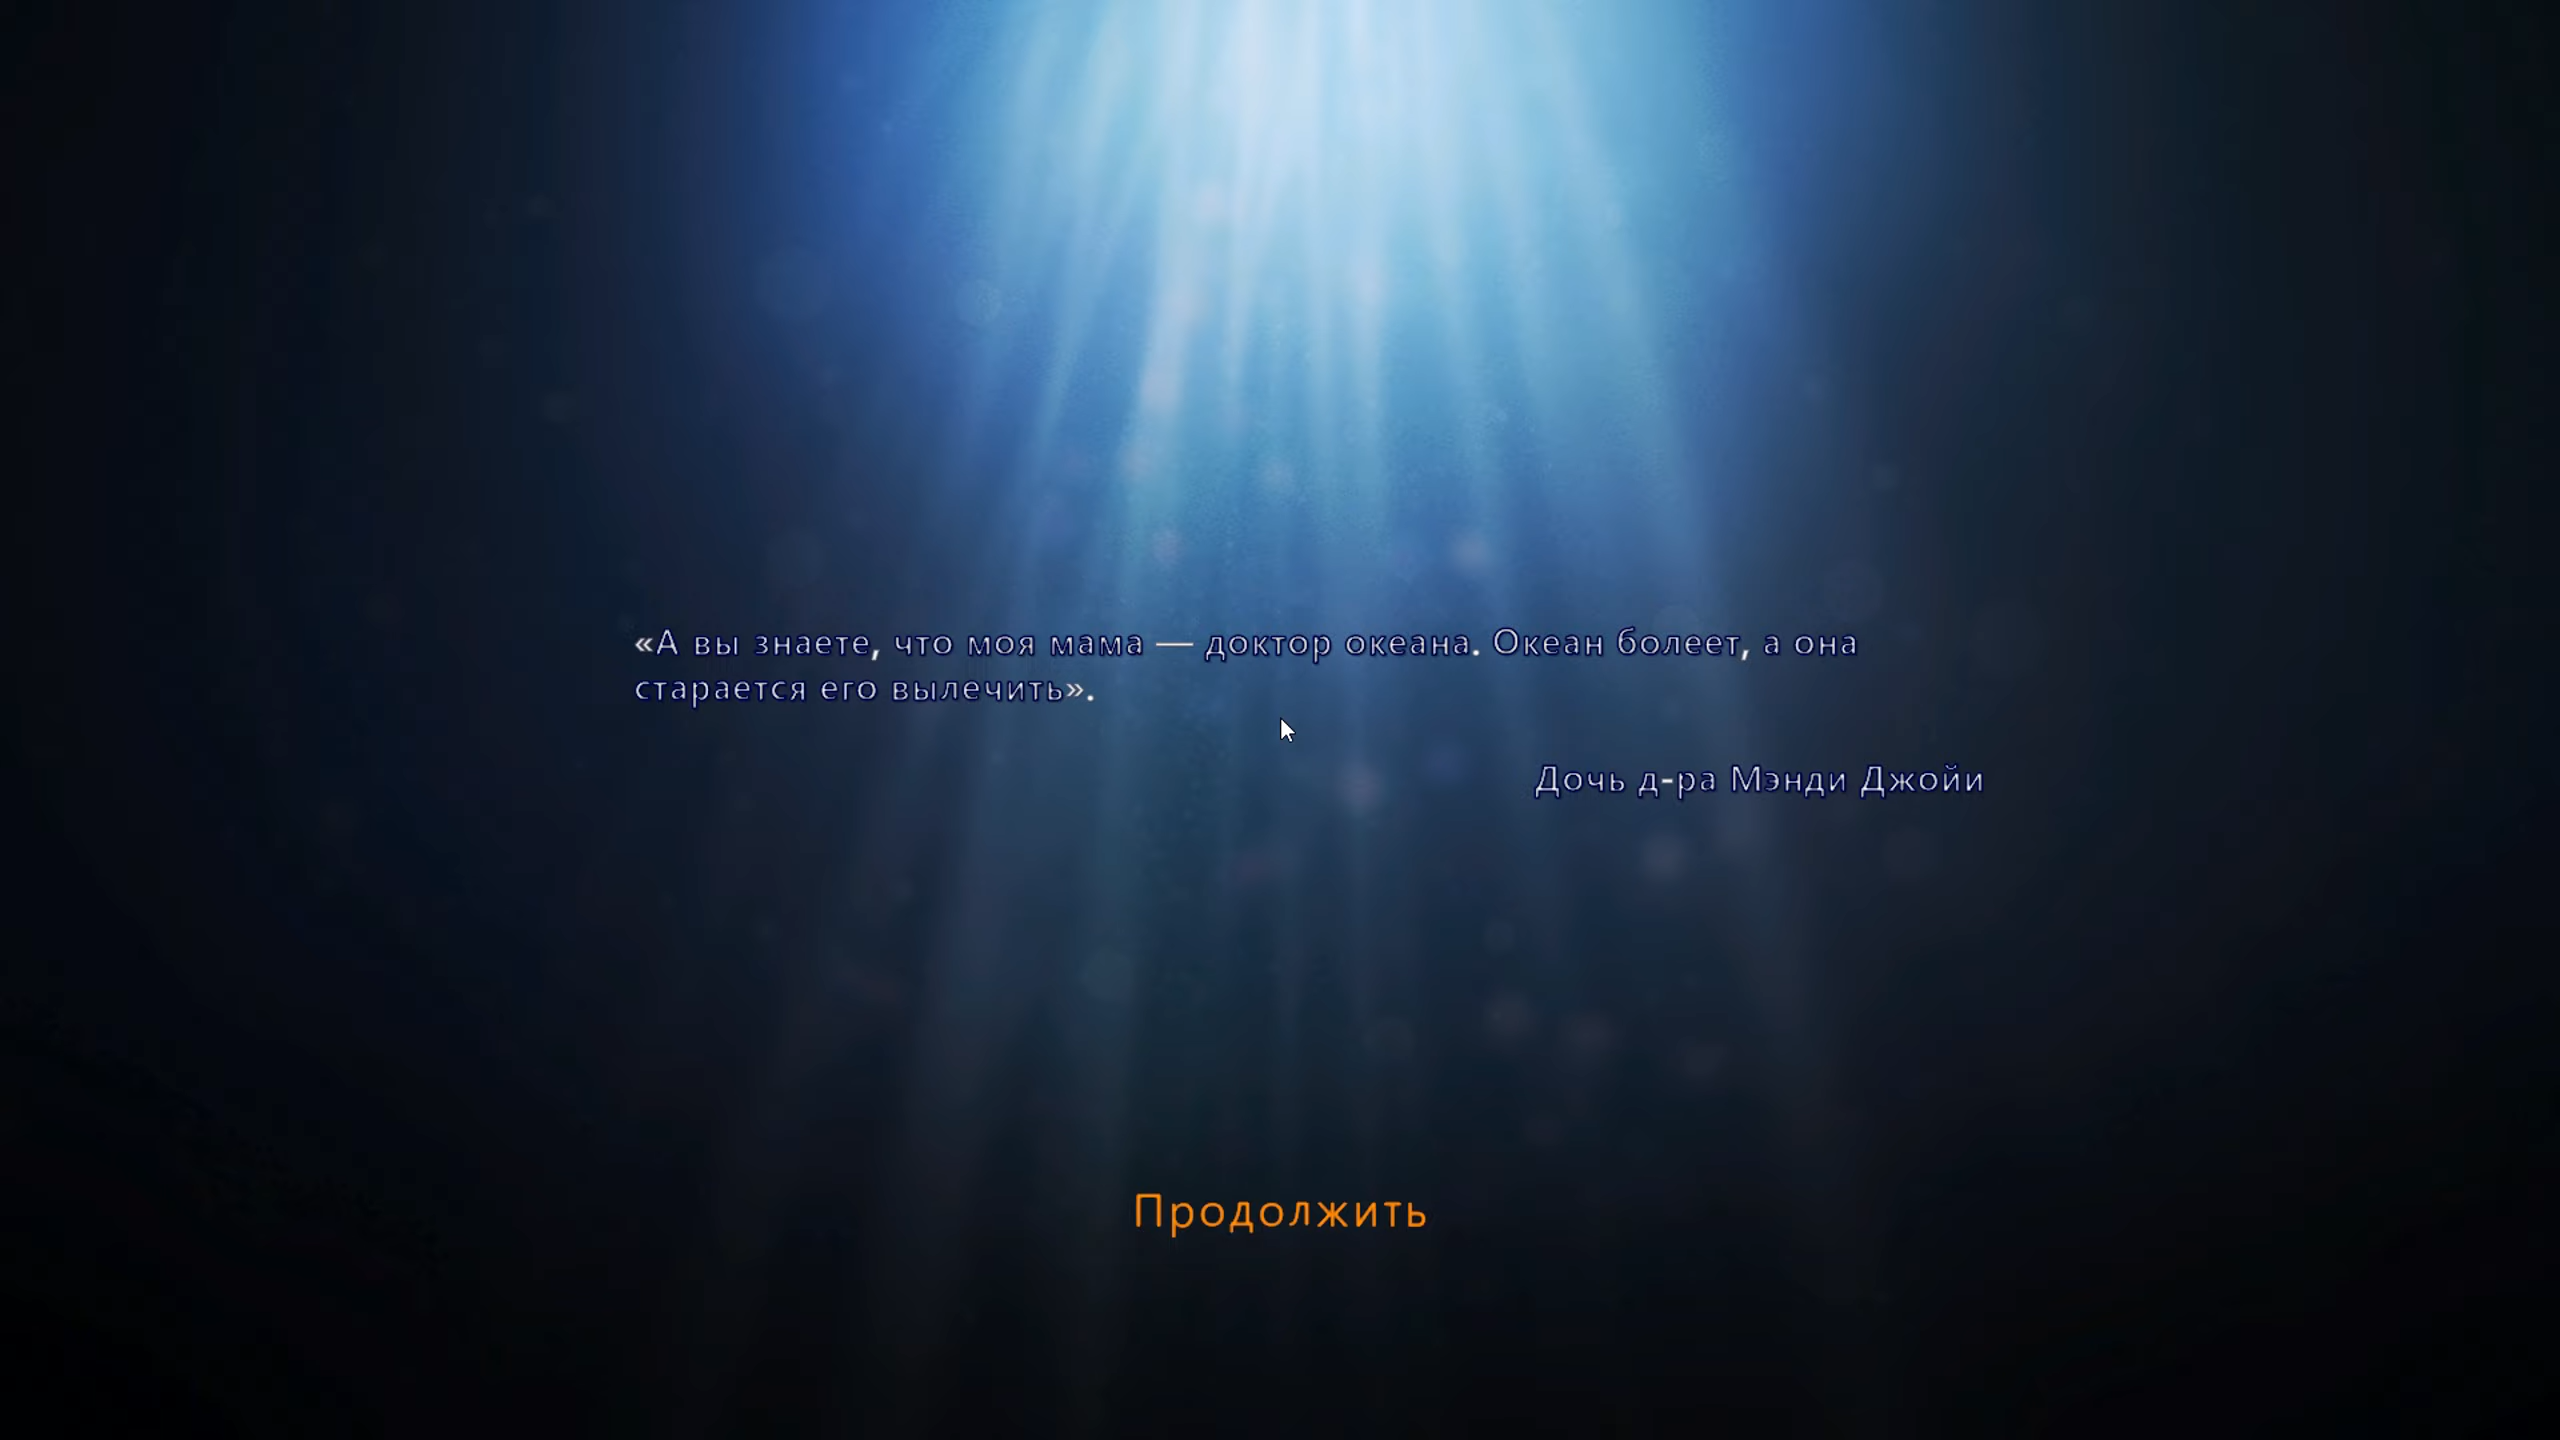 «А вы знаете, что моя мама — доктор океана. Океан болеет, а она
старается его вылечить».
Дочь д-ра Мэнди Джойи
Продолжить